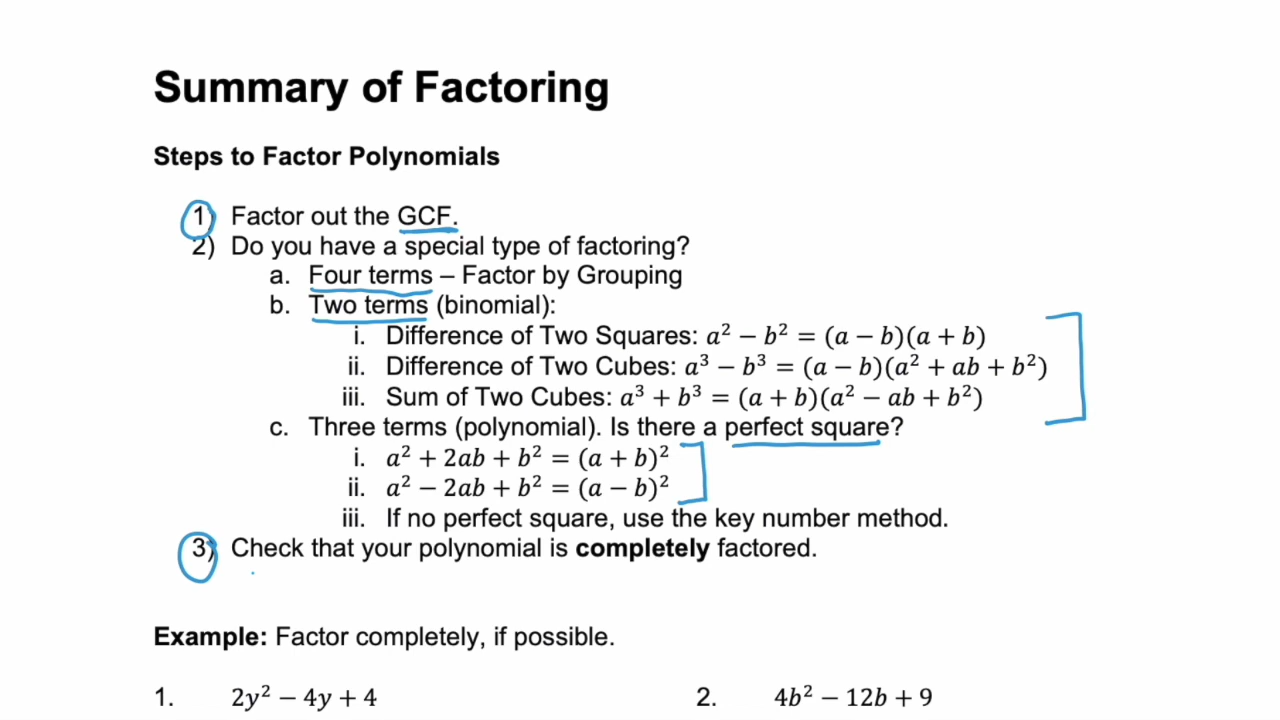 Summary of Factoring
Steps to Factor Polynomials
1) Factor out the GCF.
2) Do you have a special type of factoring?
a. Four terms – Factor by Grouping
b. Two terms (binomial):
i. Difference of Two Squares: a² − b² = (a − b)(a + b)
ii. Difference of Two Cubes: a³ − b³ = (a − b)(a² + ab + b²)
iii. Sum of Two Cubes: a³ + b³ = (a + b)(a² − ab + b²)
c. Three terms (polynomial). Is there a perfect square?
i. a² + 2ab + b² = (a + b)²
ii. a² − 2ab + b² = (a − b)²
iii. If no perfect square, use the key number method.
3) Check that your polynomial is completely factored.
Example: Factor completely, if possible.
1. 2y² − 4y + 4 2. 4b² − 12b + 9